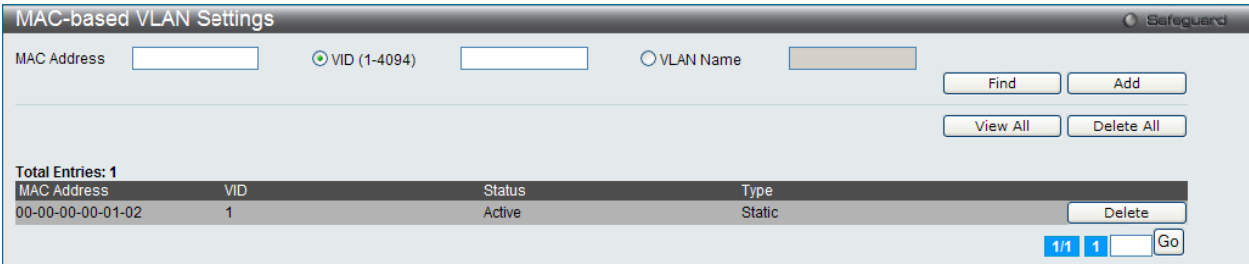 MAC-based VLAN Settings Safeguard
MAC Address VID (1-4094) VLAN Name
Find Add
View All Delete All
Total Entries: 1
MAC Address VID Status Type
00-00-00-00-01-02 1 Active Static Delete
1/1 1 Go